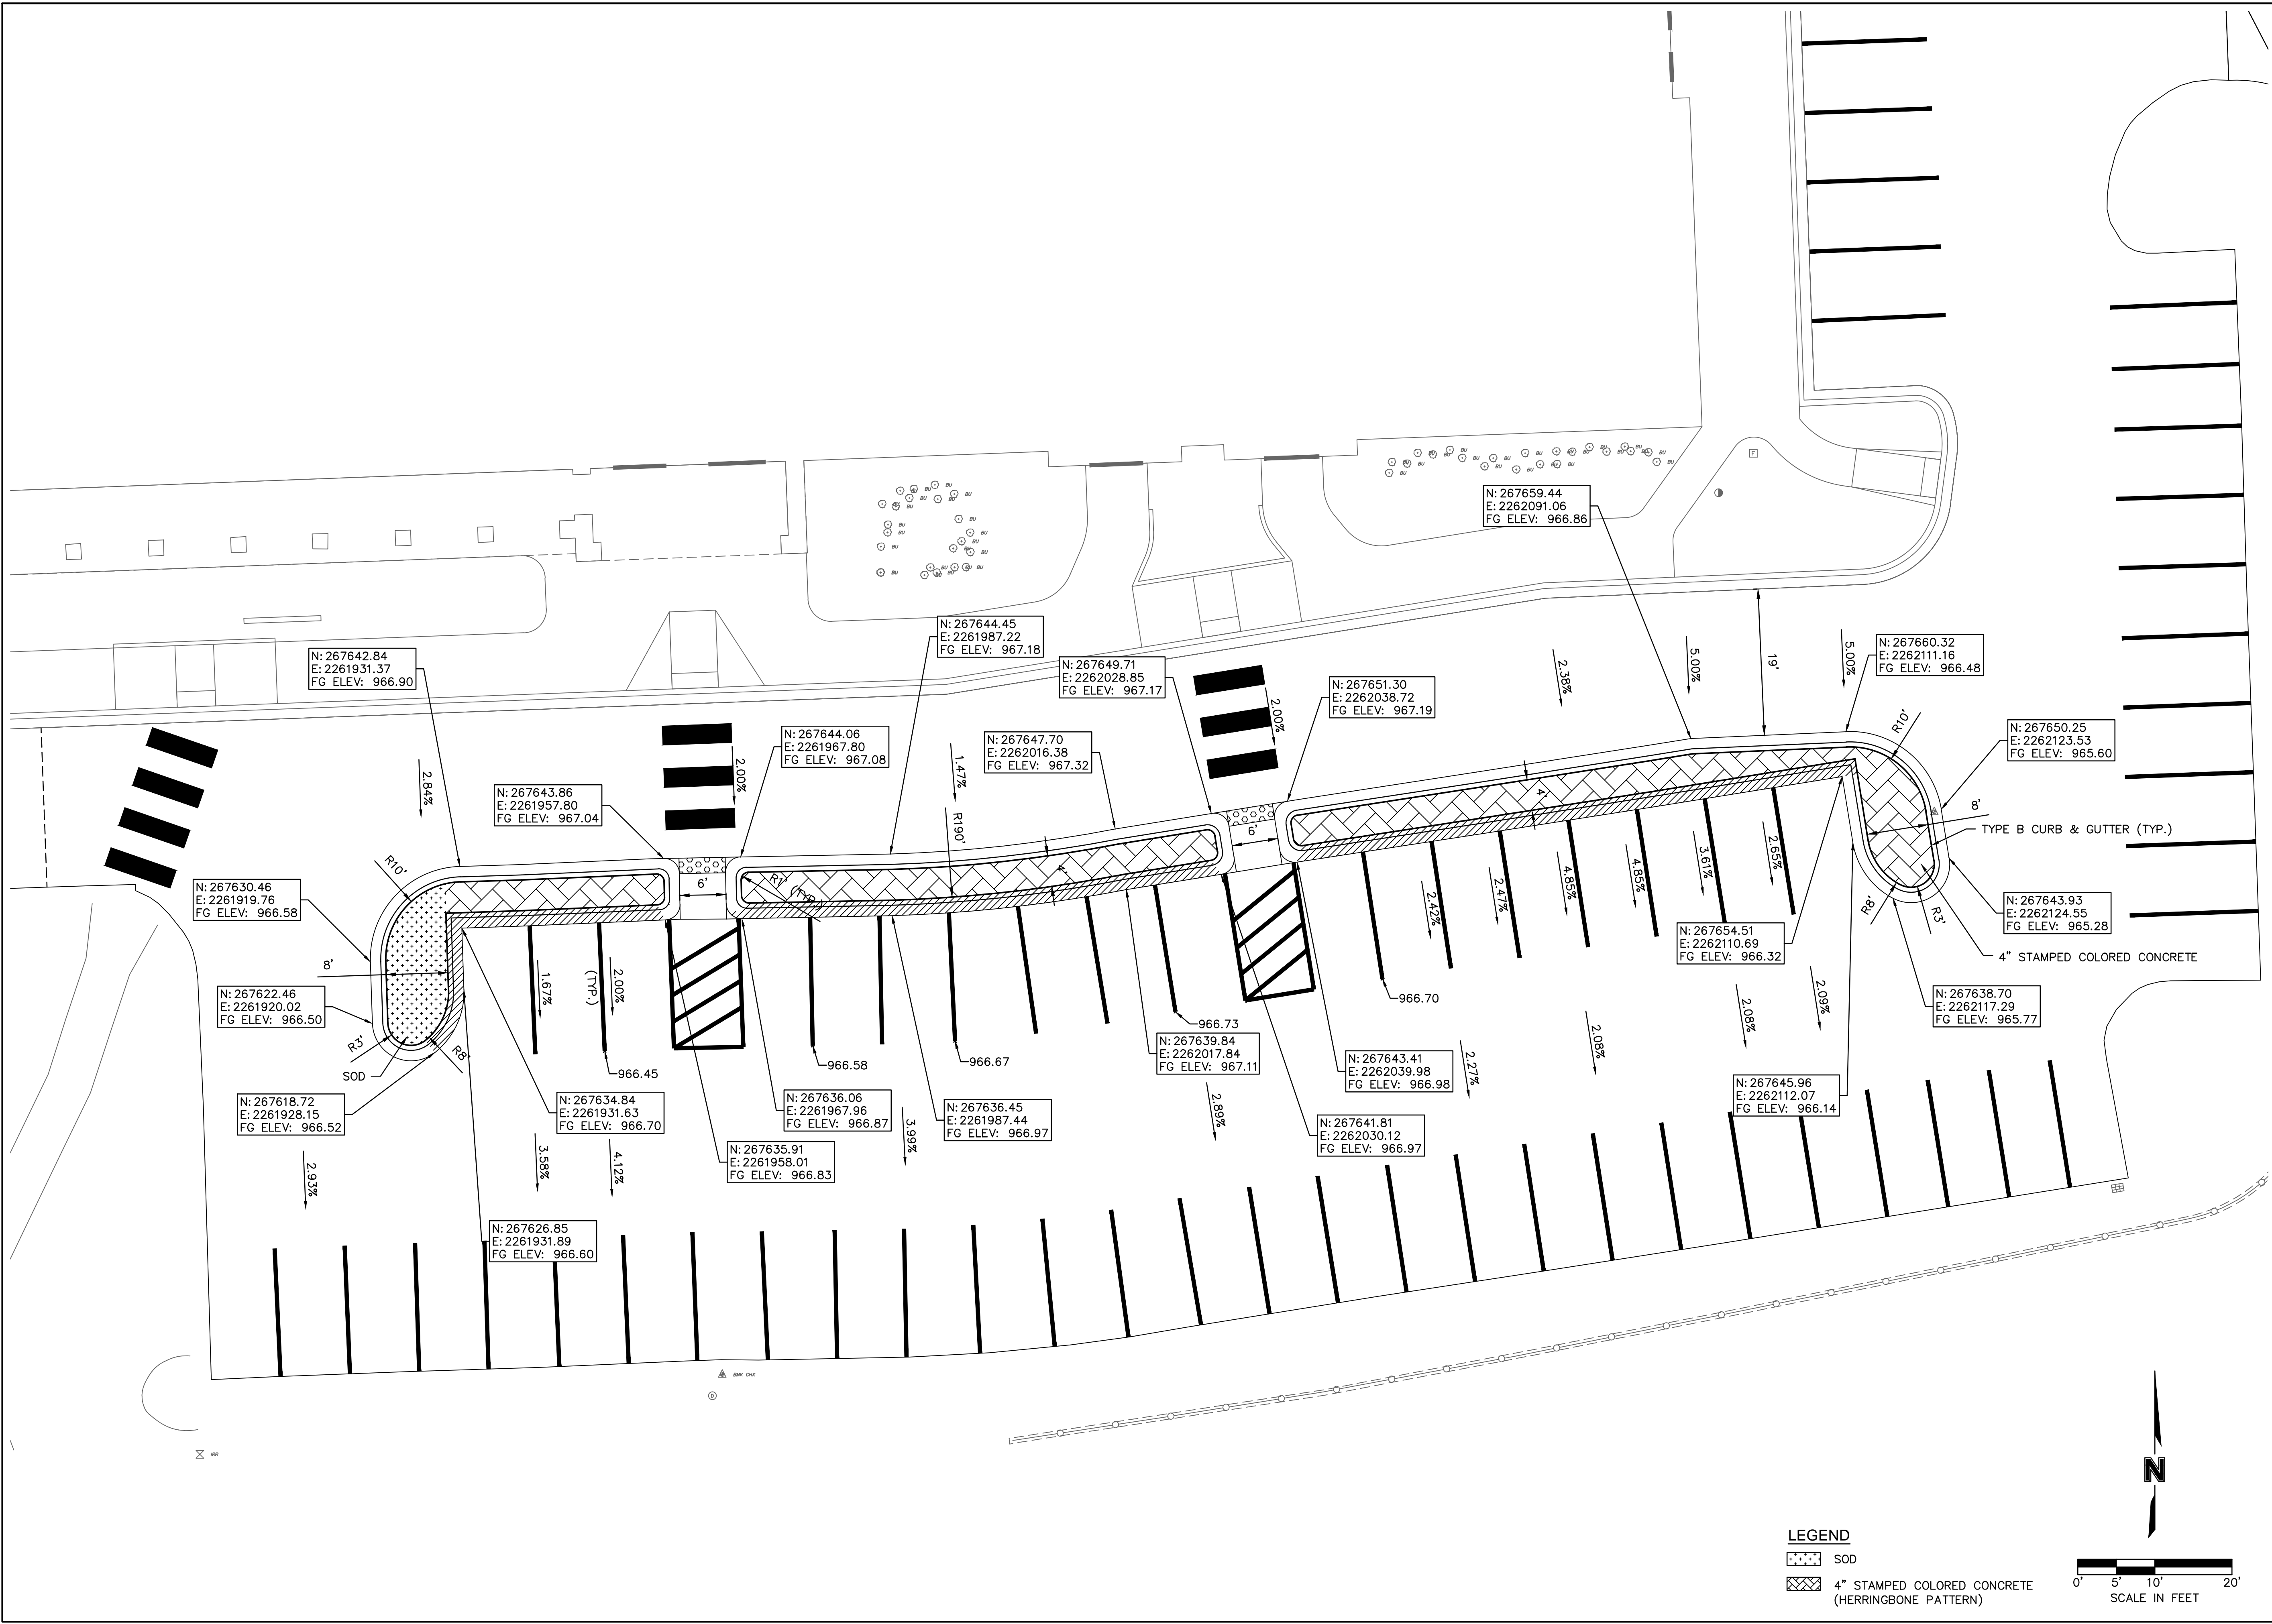 N: 267659.44
E: 2262091.06
FG ELEV: 966.86
N: 267644.45
E: 2261987.22
FG ELEV: 967.18
N: 267642.84
E: 2261931.37
FG ELEV: 966.90
N: 267649.71
E: 2262028.85
FG ELEV: 967.17
N: 267651.30
E: 2262038.72
FG ELEV: 967.19
N: 267660.32
E: 2262111.16
FG ELEV: 966.48
2.38%
5.00%
19'
5.00%
R10'
N: 267650.25
E: 2262123.53
FG ELEV: 965.60
2.84%
2.00%
N: 267644.06
E: 2261967.80
FG ELEV: 967.08
1.47%
N: 267647.70
E: 2262016.38
FG ELEV: 967.32
2.00%
N: 267643.86
E: 2261957.80
FG ELEV: 967.04
R190'
4'
6'
8'
TYPE B CURB & GUTTER (TYP.)
R10'
6'
R1' (TYP.)
4'
N: 267630.46
E: 2261919.76
FG ELEV: 966.58
2.42%
2.47%
4.85%
4.85%
3.61%
2.65%
R8'
R3'
N: 267643.93
E: 2262124.55
FG ELEV: 965.28
N: 267654.51
E: 2262110.69
FG ELEV: 966.32
4" STAMPED COLORED CONCRETE
8'
1.67%
(TYP.)
2.00%
966.70
N: 267622.46
E: 2261920.02
FG ELEV: 966.50
2.08%
2.09%
N: 267638.70
E: 2262117.29
FG ELEV: 965.77
R3'
R8'
SOD
966.45
966.58
966.67
966.73
N: 267639.84
E: 2262017.84
FG ELEV: 967.11
2.08%
N: 267643.41
E: 2262039.98
FG ELEV: 966.98
2.27%
N: 267645.96
E: 2262112.07
FG ELEV: 966.14
N: 267618.72
E: 2261928.15
FG ELEV: 966.52
N: 267634.84
E: 2261931.63
FG ELEV: 966.70
N: 267636.06
E: 2261967.96
FG ELEV: 966.87
3.99%
N: 267636.45
E: 2261987.44
FG ELEV: 966.97
2.89%
N: 267641.81
E: 2262030.12
FG ELEV: 966.97
2.93%
3.58%
4.12%
N: 267635.91
E: 2261958.01
FG ELEV: 966.83
N: 267626.85
E: 2261931.89
FG ELEV: 966.60
BMK CHX
D
IRR
N
LEGEND
SOD
4" STAMPED COLORED CONCRETE
(HERRINGBONE PATTERN)
0' 5' 10' 20'
SCALE IN FEET